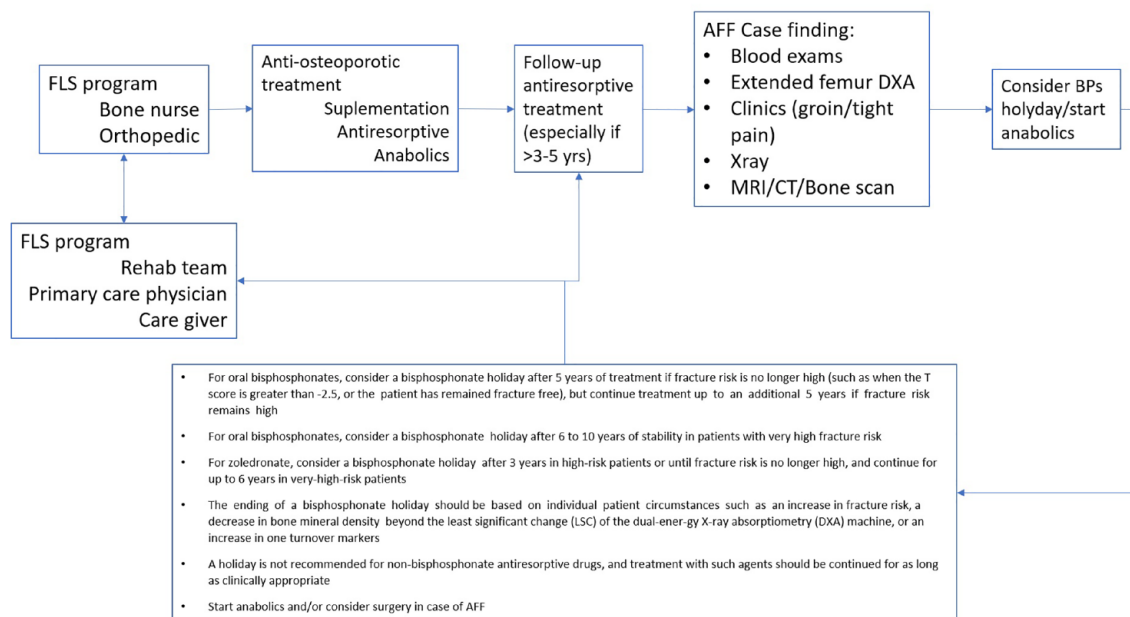 FLS program
Bone nurse
Orthopedic
Anti-osteoporotic
treatment
Suplementation
Antiresorptive
Anabolics
Follow-up
antiresorptive
treatment
(especially if
>3-5 yrs)
AFF Case finding:
• Blood exams
• Extended femur DXA
• Clinics (groin/tight
pain)
• Xray
• MRI/CT/Bone scan
Consider BPs
holyday/start
anabolics
FLS program
Rehab team
Primary care physician
Care giver
• For oral bisphosphonates, consider a bisphosphonate holiday after 5 years of treatment if fracture risk is no longer high (such as when the T
score is greater than -2.5, or the patient has remained fracture free), but continue treatment up to an additional 5 years if fracture risk
remains high
• For oral bisphosphonates, consider a bisphosphonate holiday after 6 to 10 years of stability in patients with very high fracture risk
• For zoledronate, consider a bisphosphonate holiday after 3 years in high-risk patients or until fracture risk is no longer high, and continue for
up to 6 years in very-high-risk patients
• The ending of a bisphosphonate holiday should be based on individual patient circumstances such as an increase in fracture risk, a
decrease in bone mineral density beyond the least significant change (LSC) of the dual-ener-gy X-ray absorptiometry (DXA) machine, or an
increase in one turnover markers
• A holiday is not recommended for non-bisphosphonate antiresorptive drugs, and treatment with such agents should be continued for as long
as clinically appropriate
• Start anabolics and/or consider surgery in case of AFF